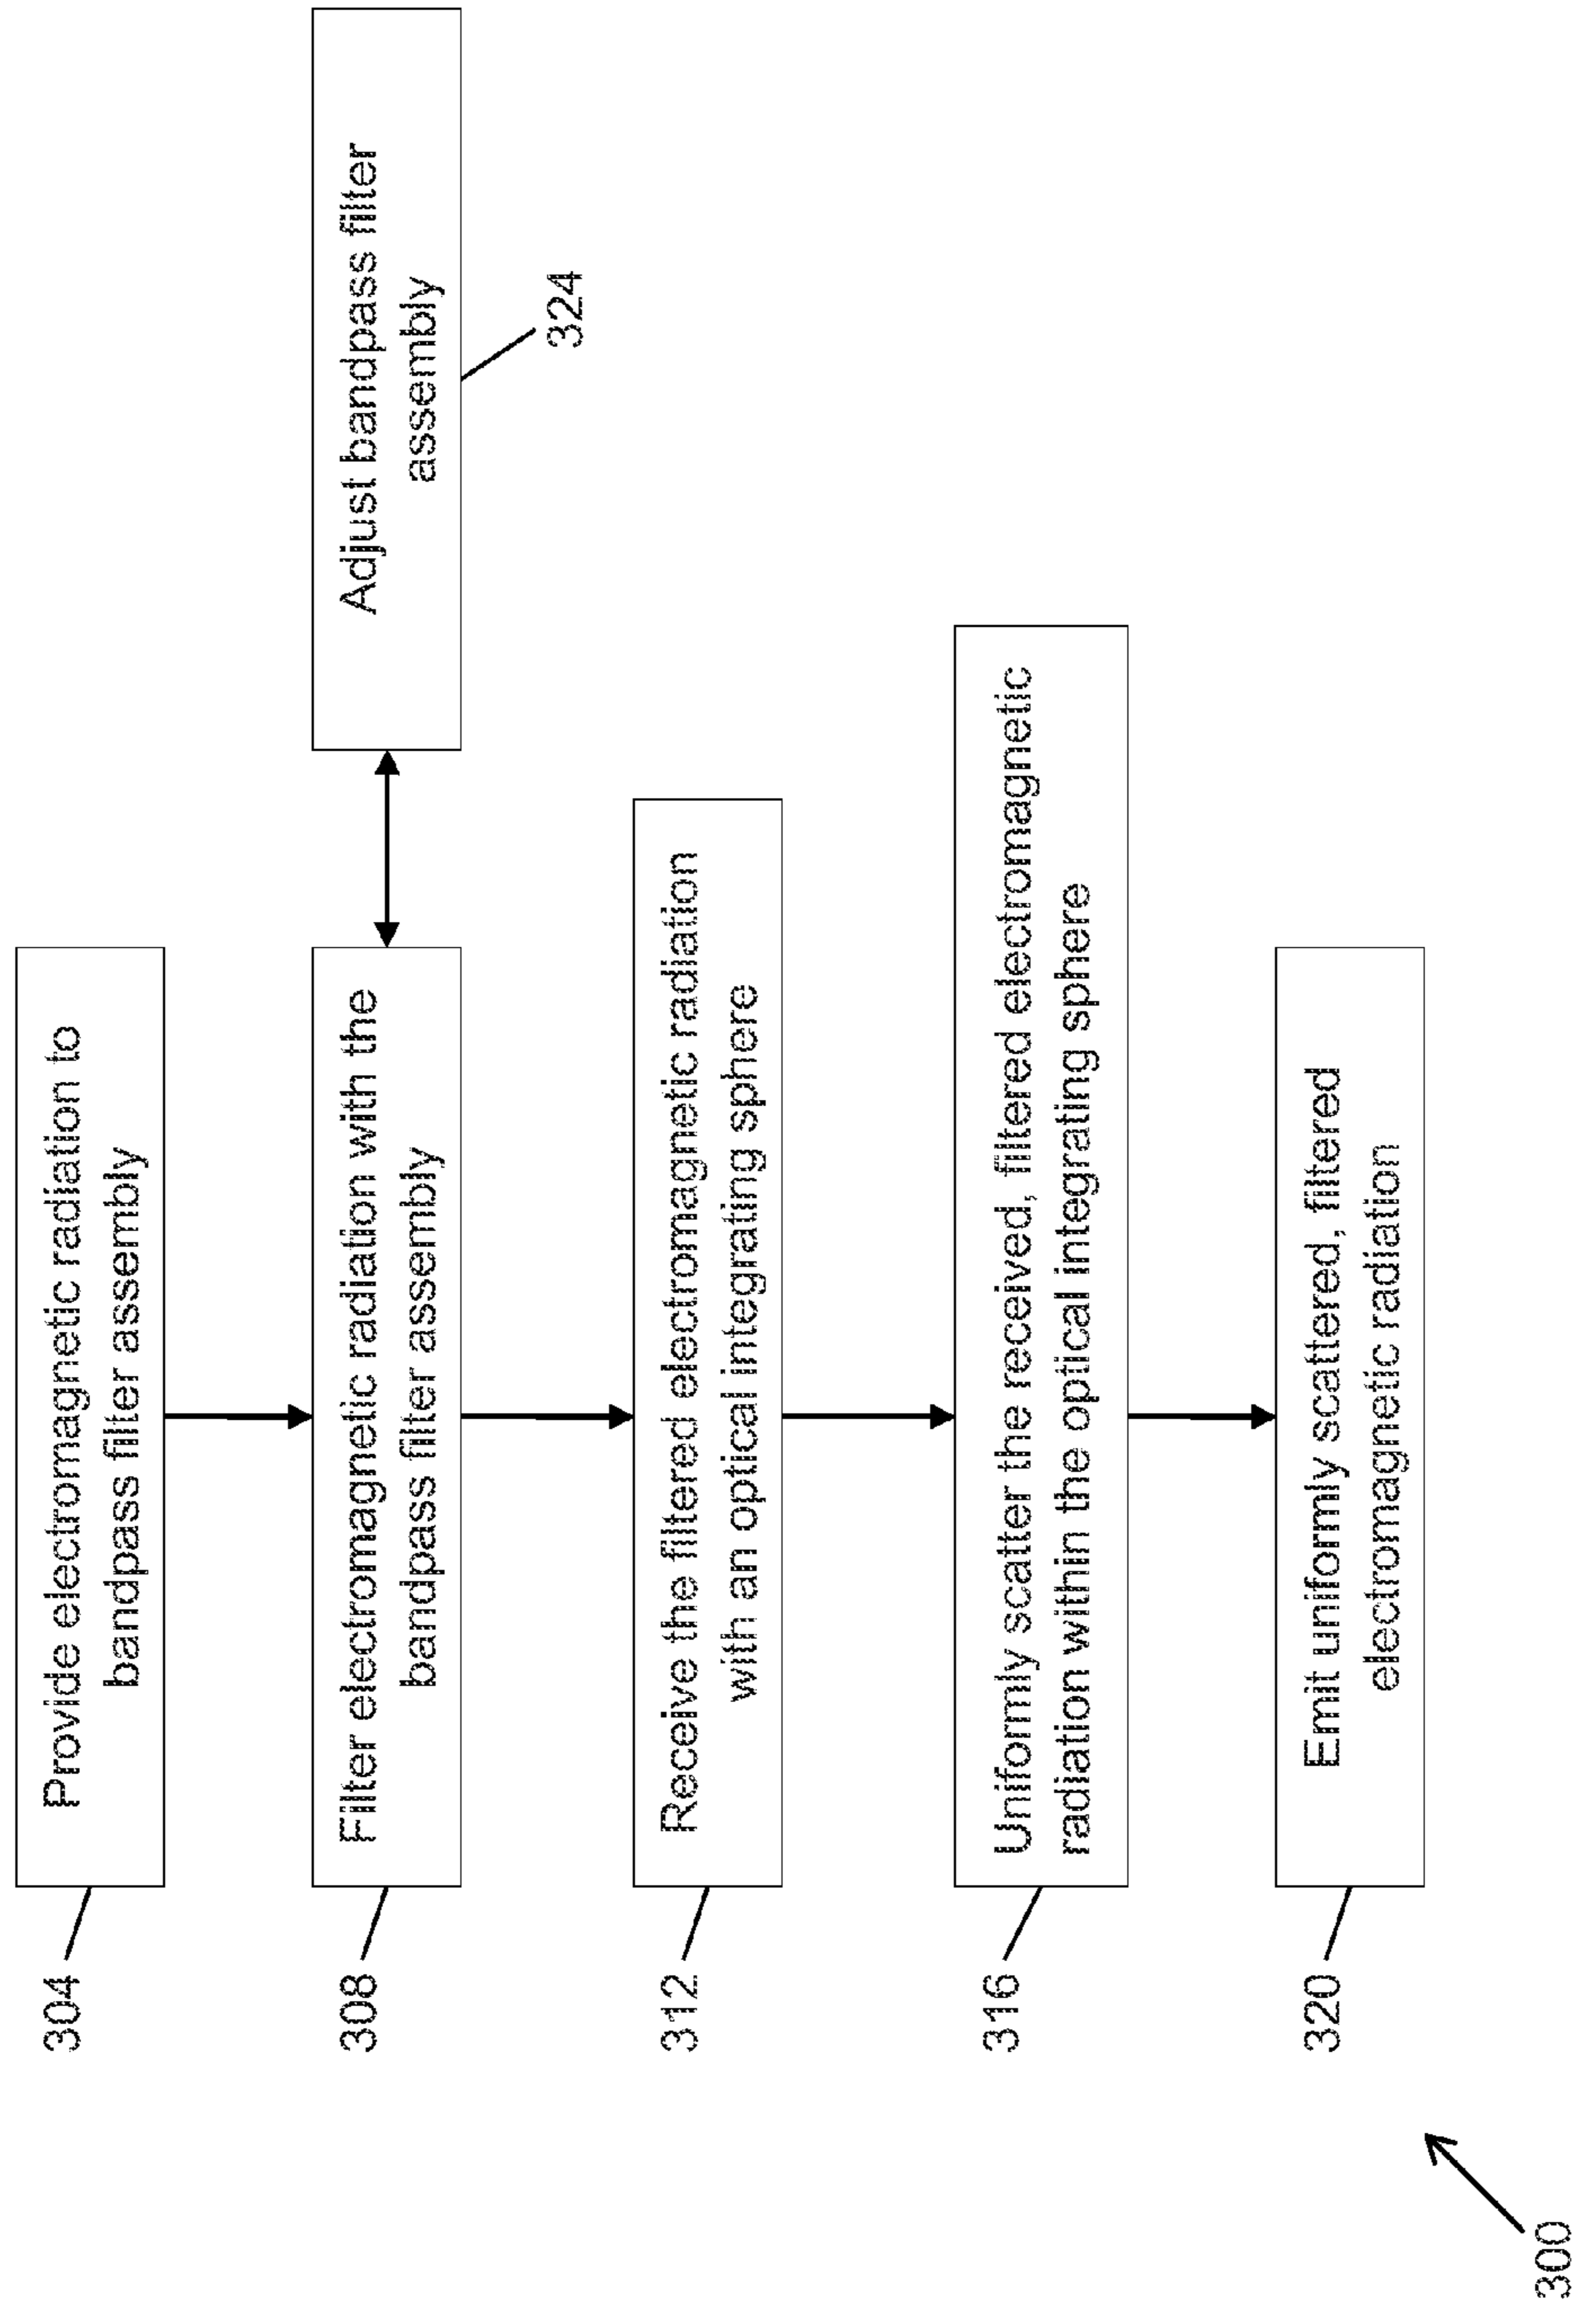 304
Provide electromagnetic radiation to
bandpass filter assembly
308
Filter electromagnetic radiation with the
bandpass filter assembly
Adjust bandpass filter
assembly
324
312
Receive the filtered electromagnetic radiation
with an optical integrating sphere
316
Uniformly scatter the received, filtered electromagnetic
radiation within the optical integrating sphere
320
Emit uniformly scattered, filtered
electromagnetic radiation
300